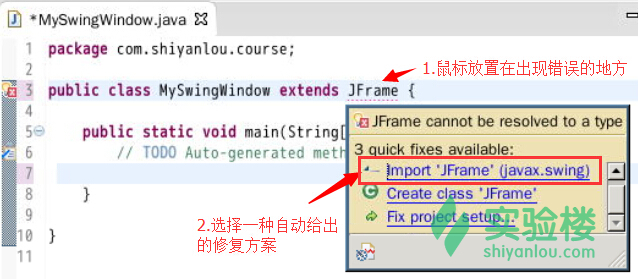 *MySwingWindow.java
1 package com.shiyanlou.course;
2
3 public class MySwingWindow extends JFrame {
4
5 public static void main(String[
6 // TODO Auto-generated meth
7
8 }
9
10 }
11
1.鼠标放置在出现错误的地方
JFrame cannot be resolved to a type
3 quick fixes available:
Import 'JFrame' (javax.swing)
Create class 'JFrame'
Fix project setup...
2.选择一种自动给出
的修复方案
实验楼
shiyanlou.com